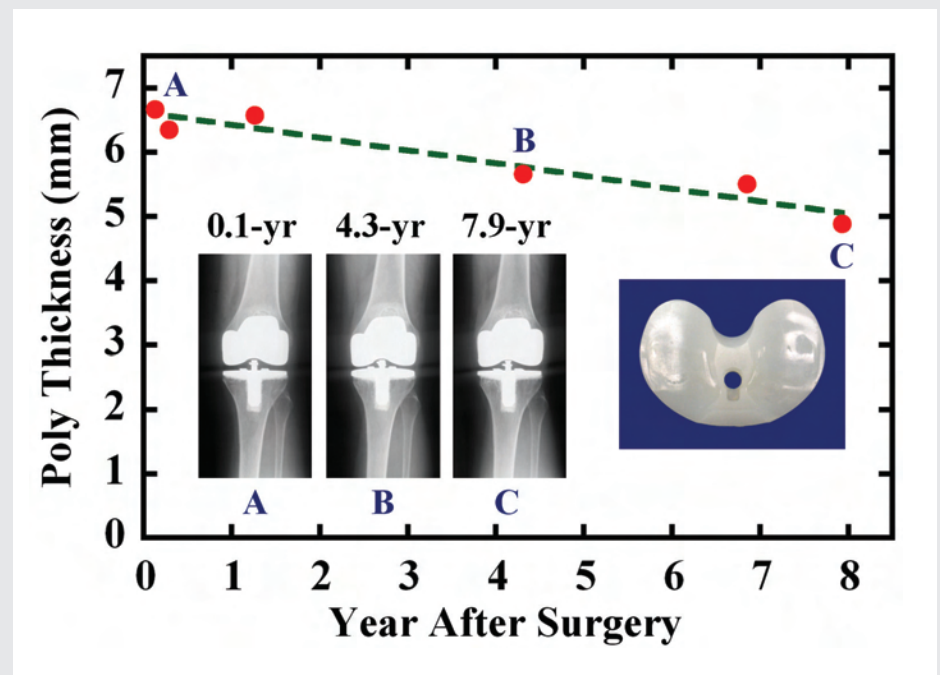 Poly Thickness (mm)
7
6
5
4
3
2
1
0
A
B
C
0.1-yr 4.3-yr 7.9-yr
A B C
0 1 2 3 4 5 6 7 8
Year After Surgery